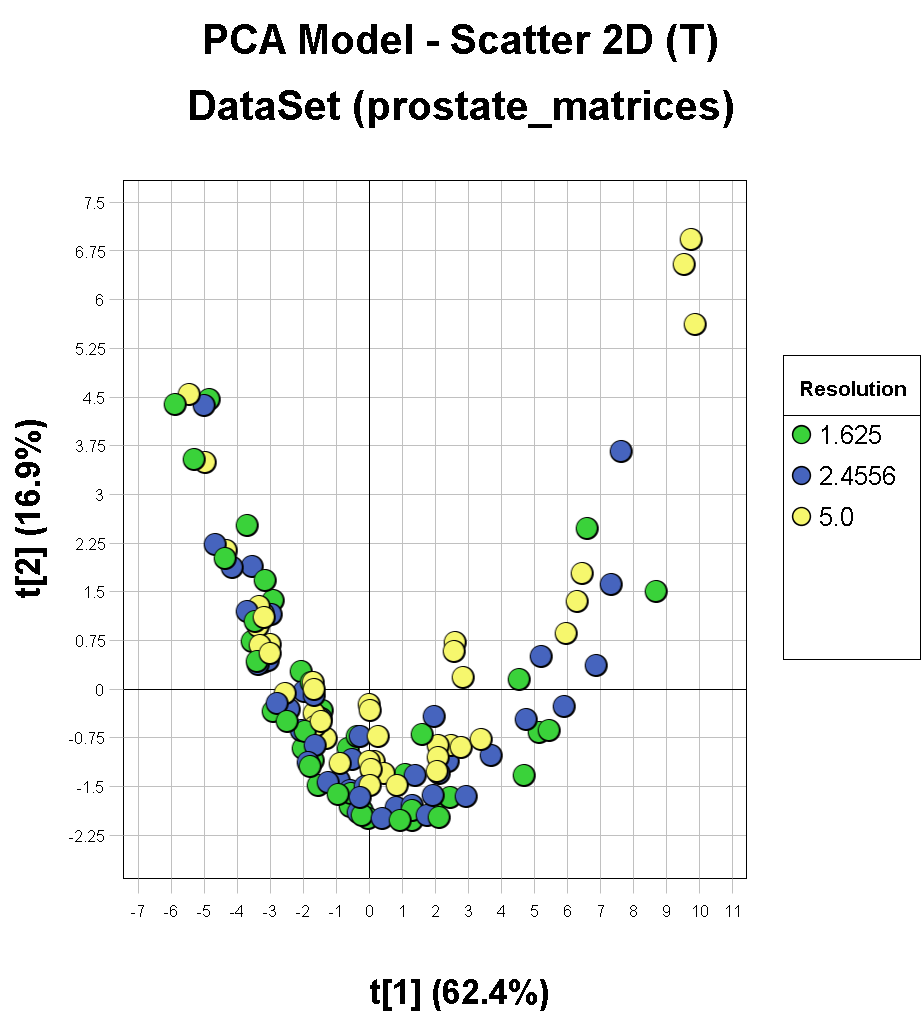 PCA Model - Scatter 2D (T)
DataSet (prostate_matrices)
t[2] (16.9%)
7.5
6.75
6
5.25
4.5
3.75
3
2.25
1.5
0.75
0
-0.75
-1.5
-2.25
-7 -6 -5 -4 -3 -2 -1 0 1 2 3 4 5 6 7 8 9 10 11
t[1] (62.4%)
Resolution
1.625
2.4556
5.0